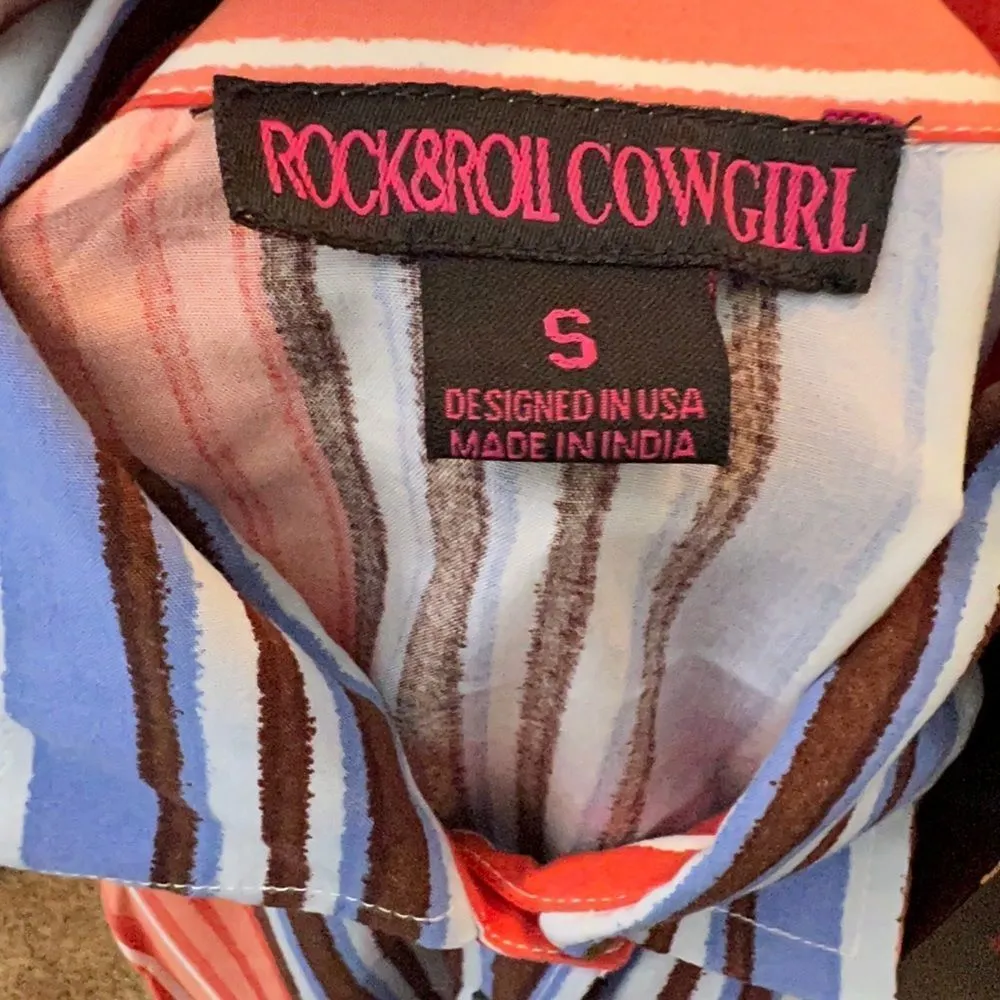 ROCK&ROLL COWGIRL
S
DESIGNED IN USA
MADE IN INDIA